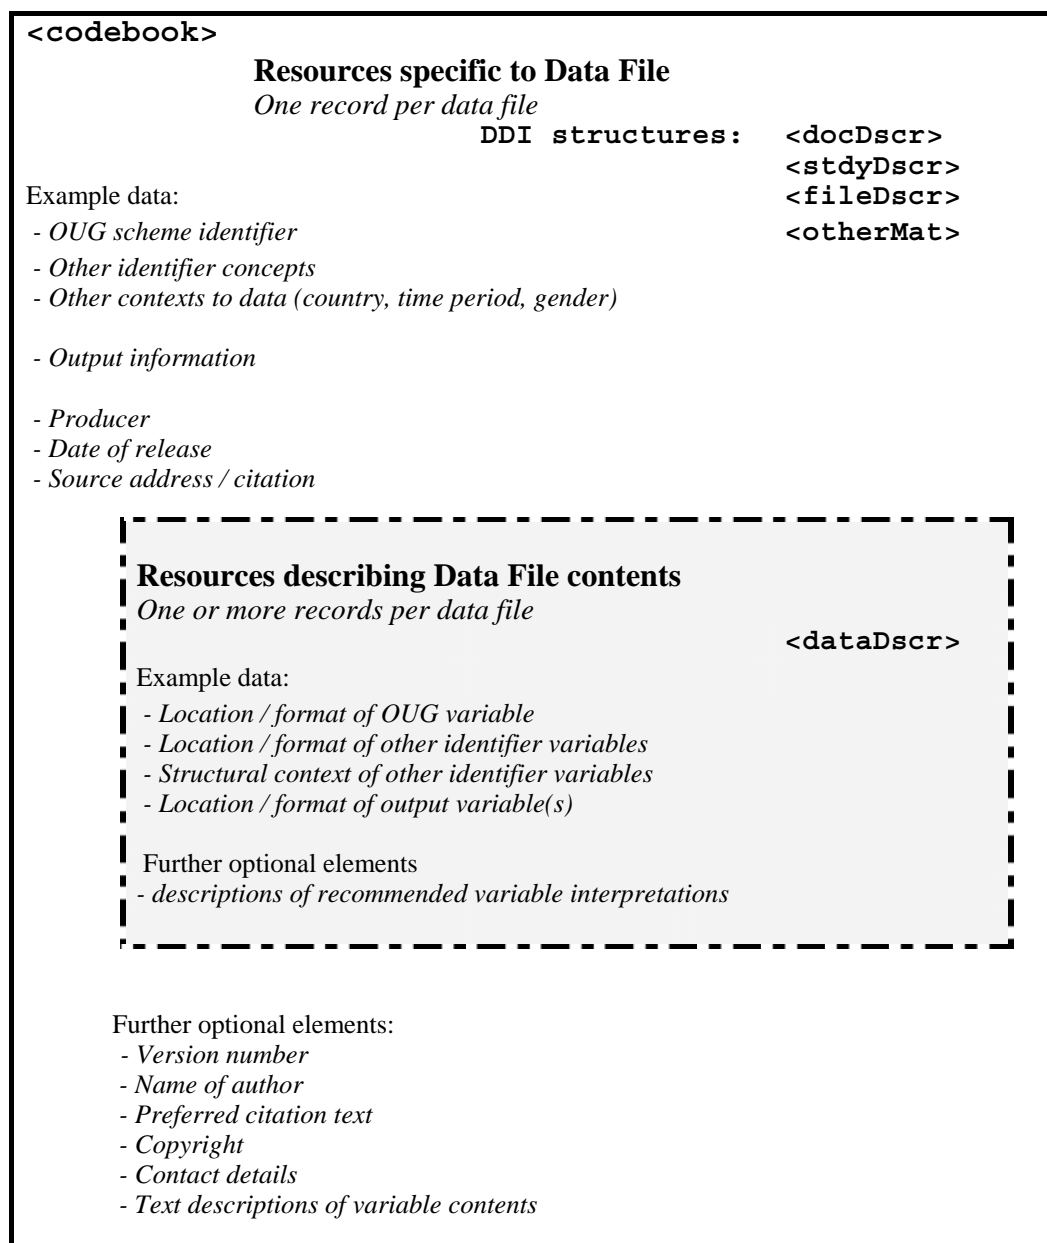 <codebook>
Resources specific to Data File
One record per data file
DDI structures: <docDscr>
<stdyDscr>
Example data: <fileDscr>
- OUG scheme identifier <otherMat>
- Other identifier concepts
- Other contexts to data (country, time period, gender)
- Output information
- Producer
- Date of release
- Source address / citation
Resources describing Data File contents
One or more records per data file
<dataDscr>
Example data:
- Location / format of OUG variable
- Location / format of other identifier variables
- Structural context of other identifier variables
- Location / format of output variable(s)
Further optional elements
- descriptions of recommended variable interpretations
Further optional elements:
- Version number
- Name of author
- Preferred citation text
- Copyright
- Contact details
- Text descriptions of variable contents